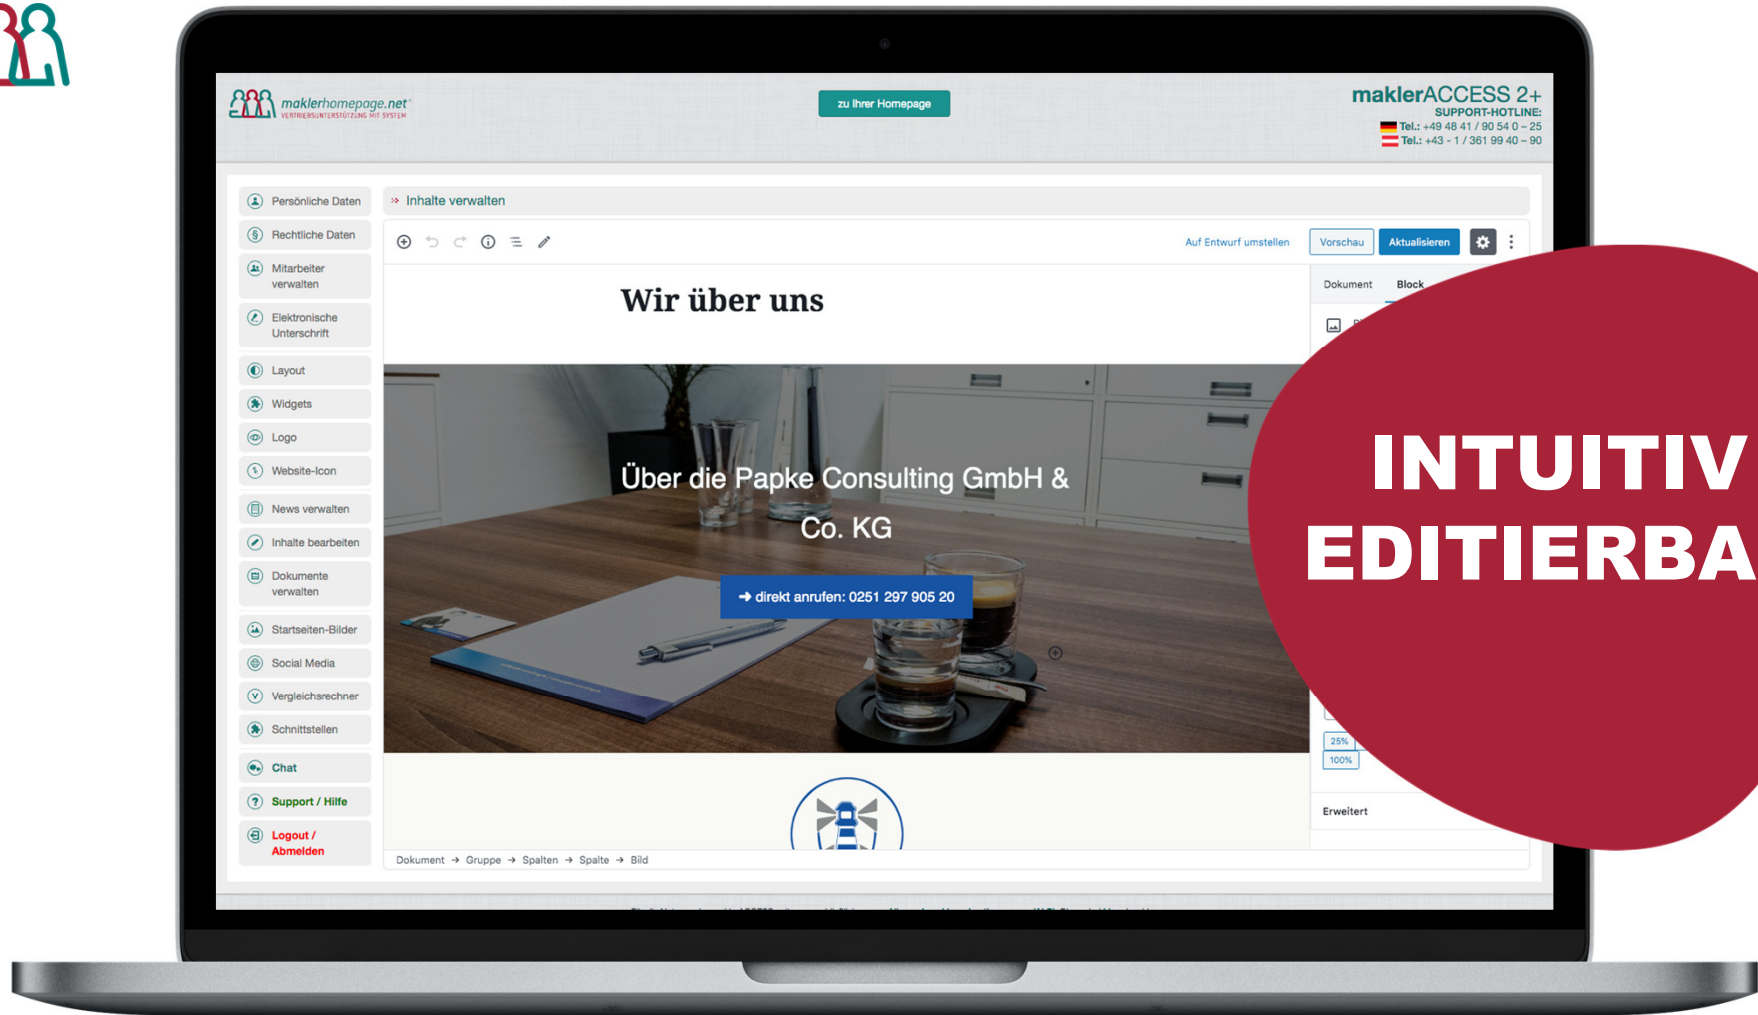 maklerhomepage.net
VERTRIEBSUNTERSTÜTZUNG MIT SYSTEM
zu Ihrer Homepage
maklerACCESS 2+
SUPPORT-HOTLINE:
Tel.: +49 48 41 / 90 54 0 – 25
Tel.: +43 - 1 / 361 99 40 – 90
Persönliche Daten
Rechtliche Daten
Mitarbeiter
verwalten
Elektronische
Unterschrift
Layout
Widgets
Logo
Website-Icon
News verwalten
Inhalte bearbeiten
Dokumente
verwalten
Startseiten-Bilder
Social Media
Vergleichsrechner
Schnittstellen
Chat
Support / Hilfe
Logout /
Abmelden
Inhalte verwalten
Auf Entwurf umstellen
Vorschau
Aktualisieren
Wir über uns
Über die Papke Consulting GmbH &
Co. KG
➔ direkt anrufen: 0251 297 905 20
Dokument
Block
25%
100%
Erweitert
Dokument → Gruppe → Spalten → Spalte → Bild
INTUITIV
EDITIERBA